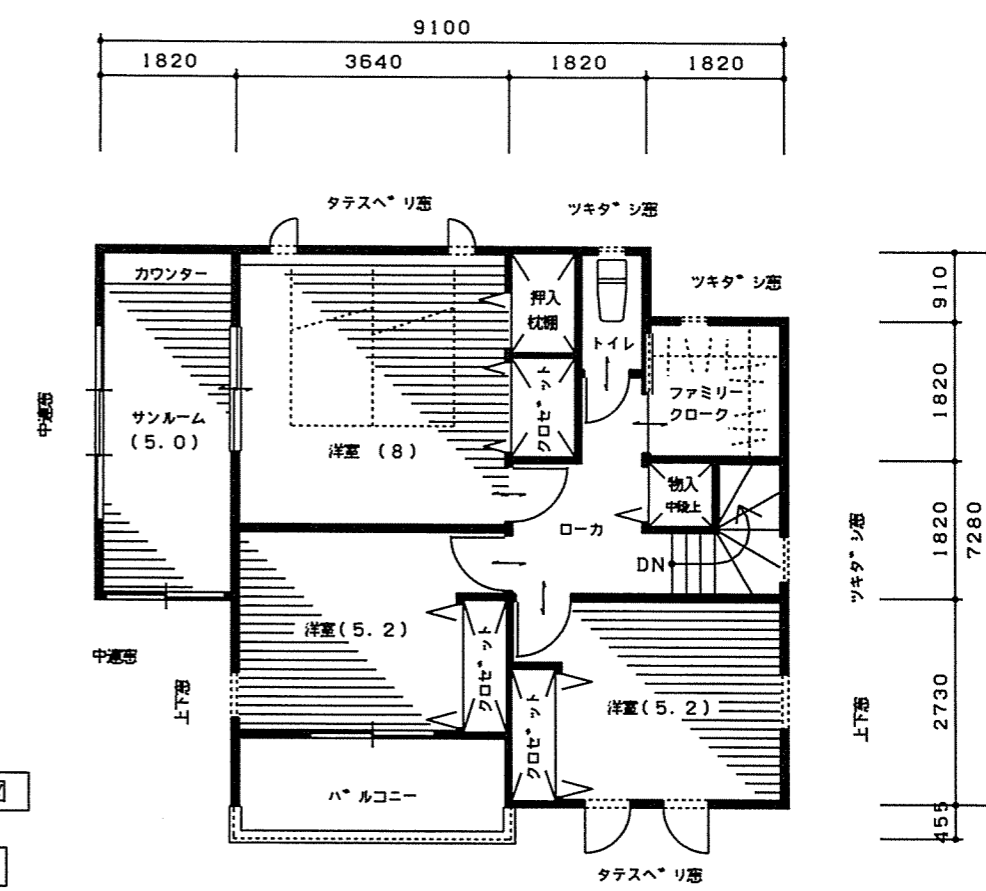 9100
1820
3640
1820
1820
タテスベリ窓
ツキダシ窓
ツキダシ窓
カウンター
押入
枕棚
トイレ
910
クロゼット
ファミリー
クローク
1820
中連窓
サンルーム
(5.0)
洋室 (8)
物入
中段上
ローカ
DN
ツキダシ窓
1820
7280
洋室(5.2)
クロゼット
中連窓
上下窓
クロゼット
洋室(5.2)
上下窓
2730
バルコニー
455
タテスベリ窓